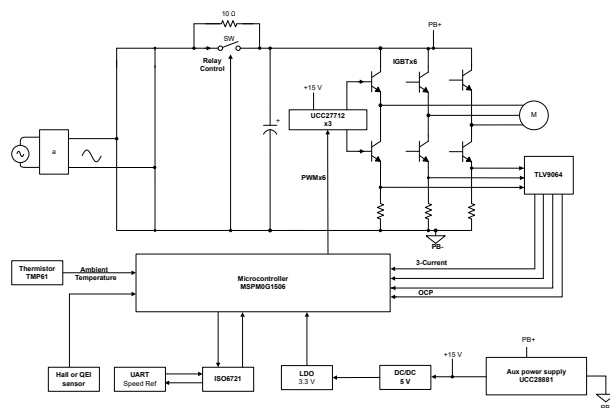 10 Ω
SW
Relay
Control
PB+
IGBTx6
+15 V
UCC27712
x3
M
a
+
TLV9064
PWMx6
PB-
3-Current
Thermistor
TMP61
Ambient
Temperature
Microcontroller
MSPM0G1506
OCP
PB+
+15 V
Hall or QEI
sensor
UART
Speed Ref
ISO6721
LDO
3.3 V
DC/DC
5 V
Aux power supply
UCC28881